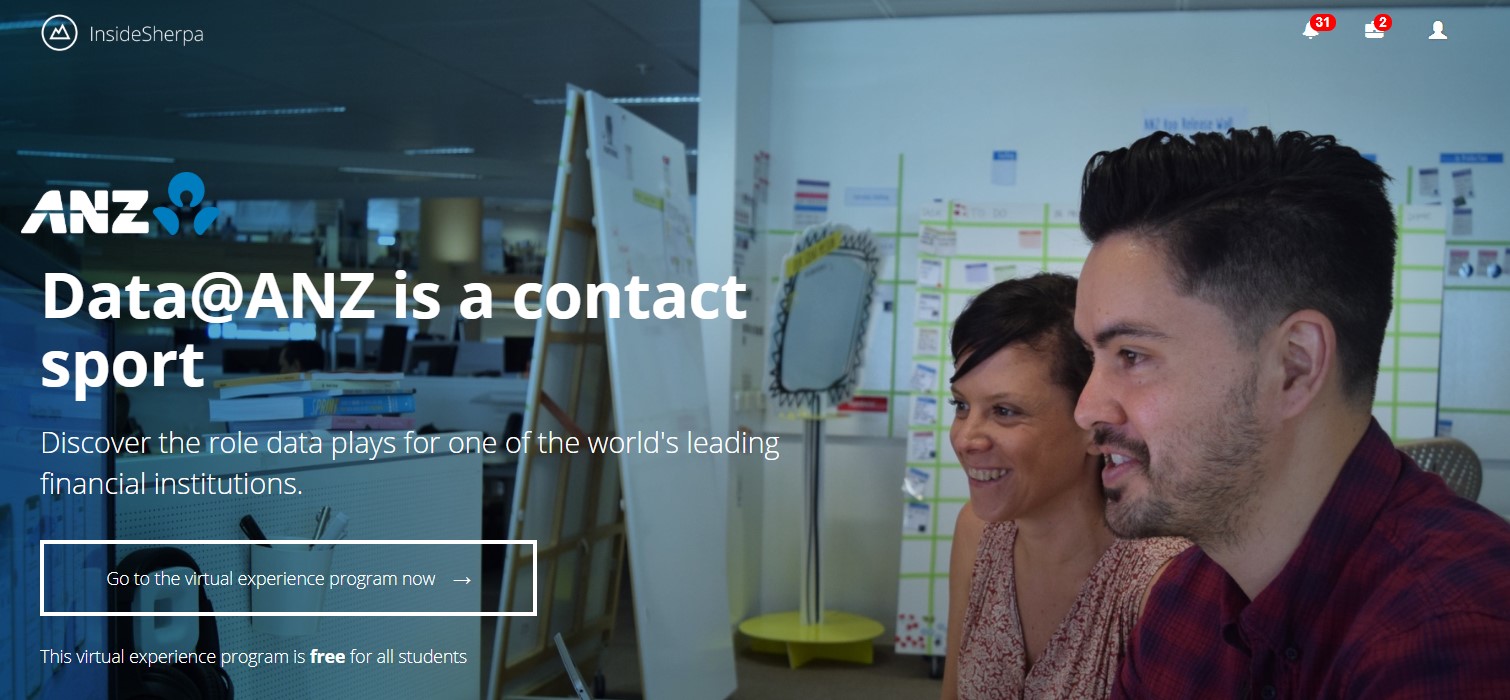 InsideSherpa
31
2
ANZ
Data@ANZ is a contact
sport
Discover the role data plays for one of the world's leading
financial institutions.
Go to the virtual experience program now →
This virtual experience program is free for all students